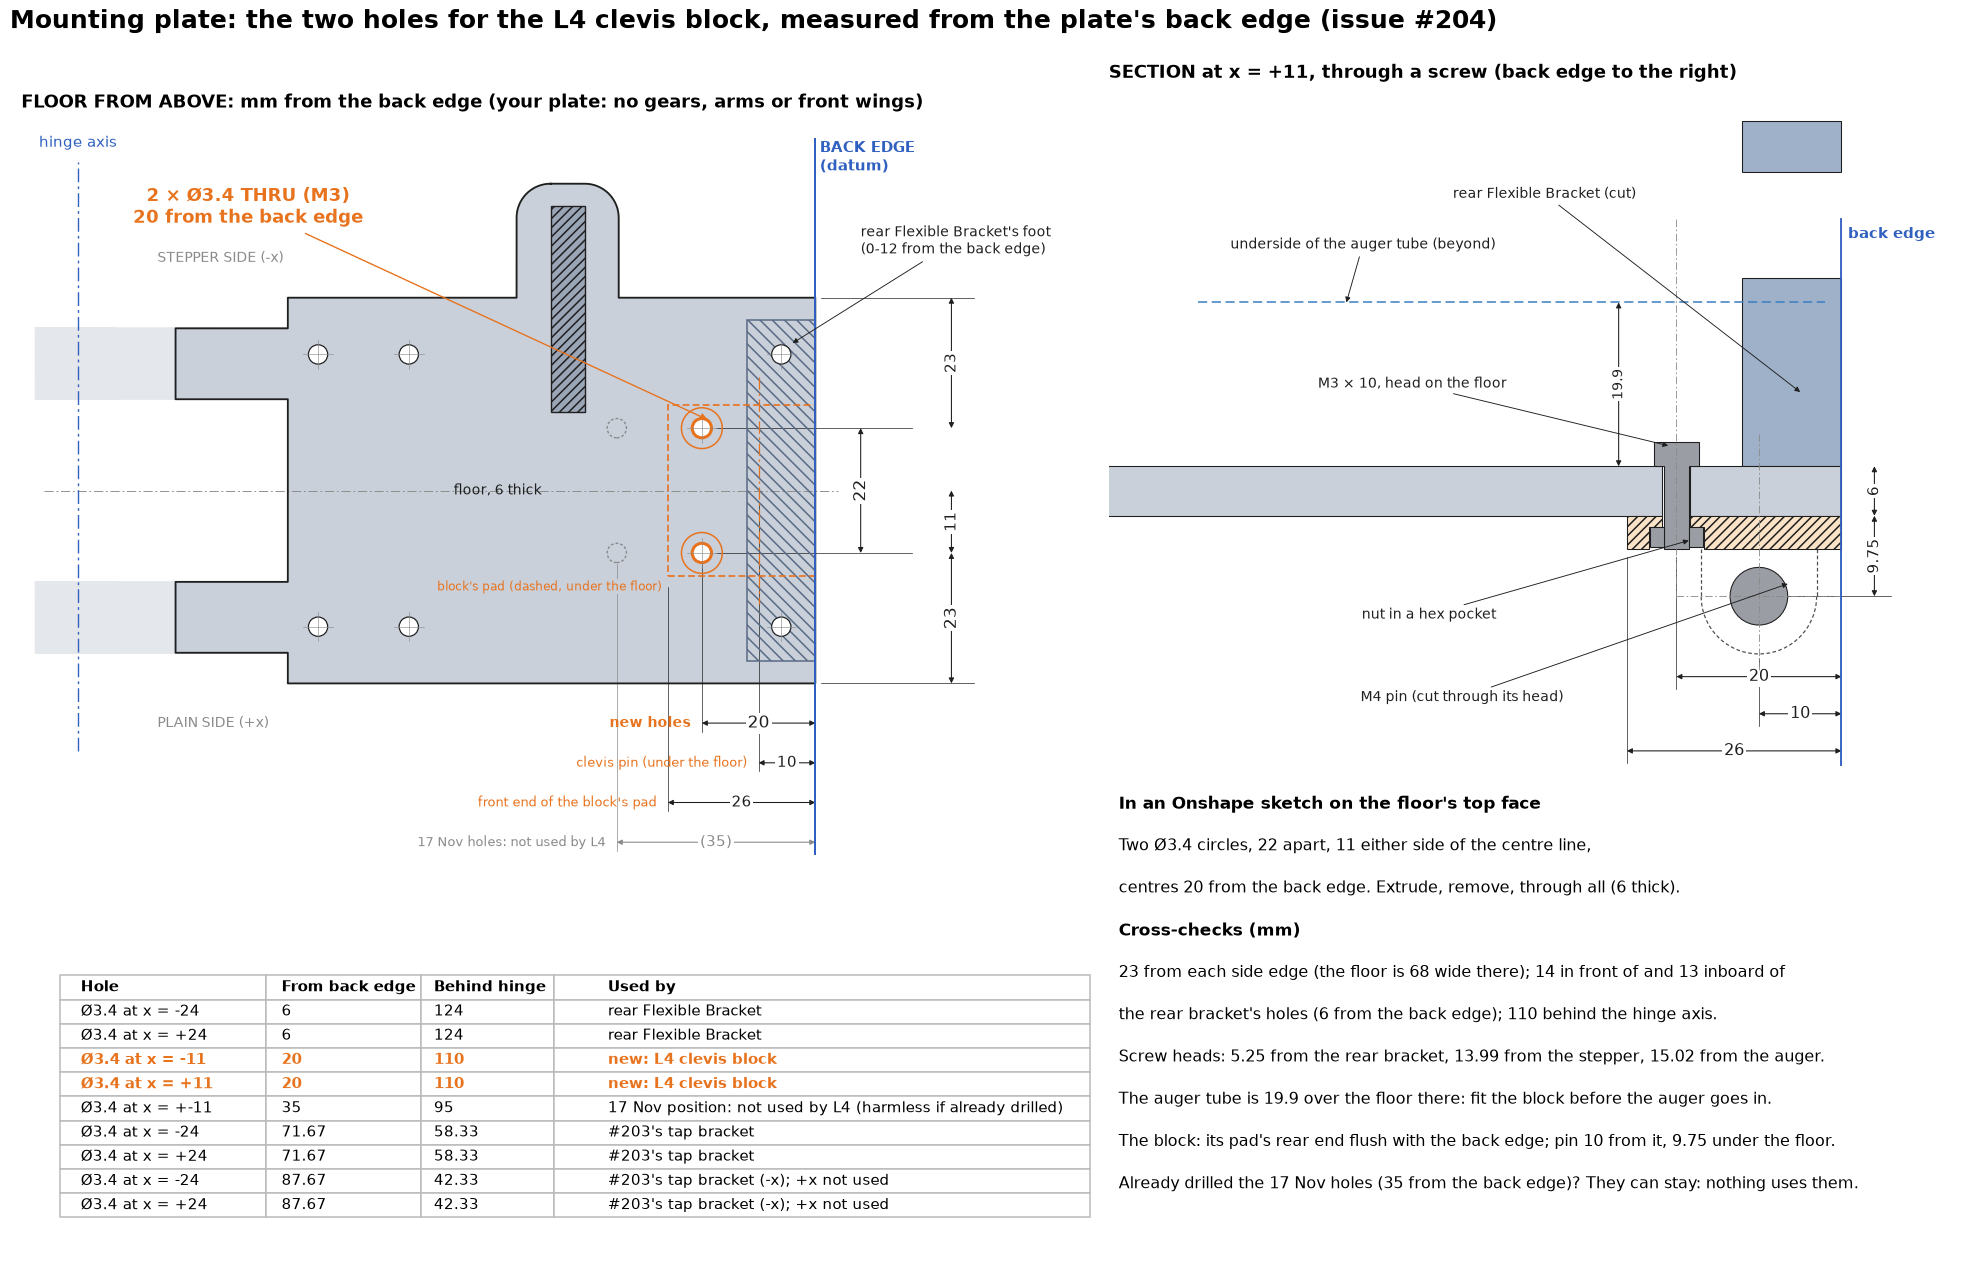 Mounting plate: the two holes for the L4 clevis block, measured from the plate's back edge (issue #204)
FLOOR FROM ABOVE: mm from the back edge (your plate: no gears, arms or front wings)
hinge axis
BACK EDGE
(datum)
2 × Ø3.4 THRU (M3)
20 from the back edge
STEPPER SIDE (-x)
rear Flexible Bracket's foot
(0-12 from the back edge)
23
22
floor, 6 thick
11
block's pad (dashed, under the floor)
23
PLAIN SIDE (+x)
new holes
20
clevis pin (under the floor)
10
front end of the block's pad
26
17 Nov holes: not used by L4
(35)
SECTION at x = +11, through a screw (back edge to the right)
rear Flexible Bracket (cut)
back edge
underside of the auger tube (beyond)
19.9
M3 × 10, head on the floor
6
9.75
nut in a hex pocket
M4 pin (cut through its head)
20
10
26
In an Onshape sketch on the floor's top face
Two Ø3.4 circles, 22 apart, 11 either side of the centre line,
centres 20 from the back edge. Extrude, remove, through all (6 thick).
Cross-checks (mm)
23 from each side edge (the floor is 68 wide there); 14 in front of and 13 inboard of
the rear bracket's holes (6 from the back edge); 110 behind the hinge axis.
Screw heads: 5.25 from the rear bracket, 13.99 from the stepper, 15.02 from the auger.
The auger tube is 19.9 over the floor there: fit the block before the auger goes in.
The block: its pad's rear end flush with the back edge; pin 10 from it, 9.75 under the floor.
Already drilled the 17 Nov holes (35 from the back edge)? They can stay: nothing uses them.
Hole From back edge Behind hinge Used by
Ø3.4 at x = -24 6 124 rear Flexible Bracket
Ø3.4 at x = +24 6 124 rear Flexible Bracket
Ø3.4 at x = -11 20 110 new: L4 clevis block
Ø3.4 at x = +11 20 110 new: L4 clevis block
Ø3.4 at x = +-11 35 95 17 Nov position: not used by L4 (harmless if already drilled)
Ø3.4 at x = -24 71.67 58.33 #203's tap bracket
Ø3.4 at x = +24 71.67 58.33 #203's tap bracket
Ø3.4 at x = -24 87.67 42.33 #203's tap bracket (-x); +x not used
Ø3.4 at x = +24 87.67 42.33 #203's tap bracket (-x); +x not used